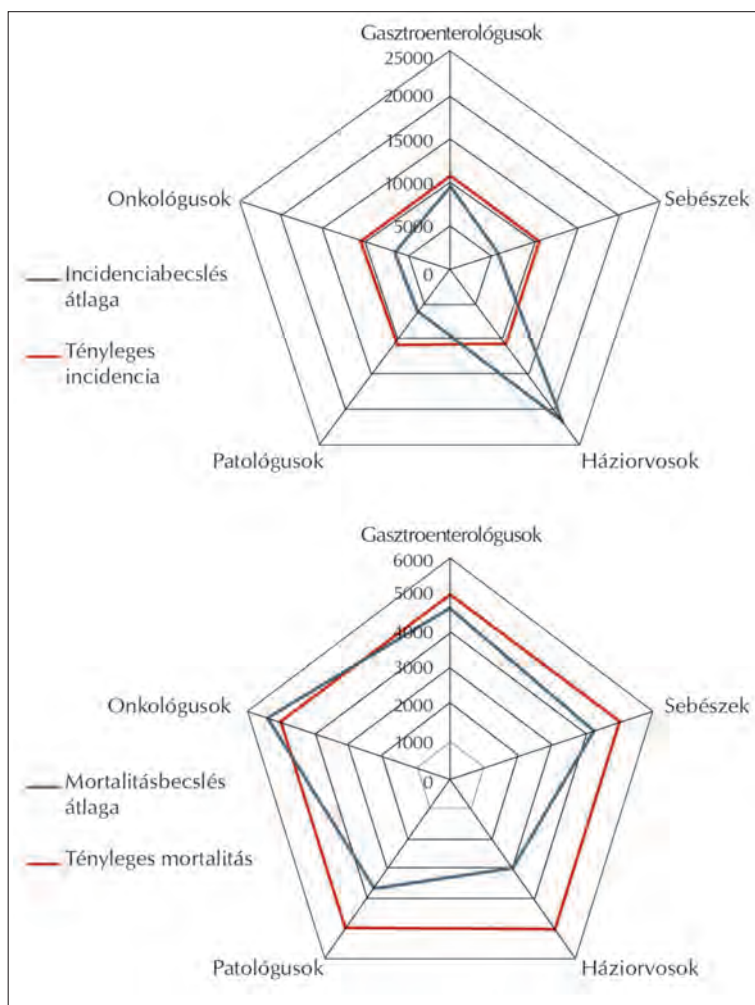 Gasztroenterológusok
25000
20000
15000
10000
5000
0
Onkológusok
Sebészek
Incidenciabecslés
átlaga
Tényleges
incidencia
Patológusok
Háziorvosok
Gasztroenterológusok
6000
5000
4000
3000
2000
1000
0
Onkológusok
Sebészek
Mortalitásbecslés
átlaga
Tényleges mortalitás
Patológusok
Háziorvosok